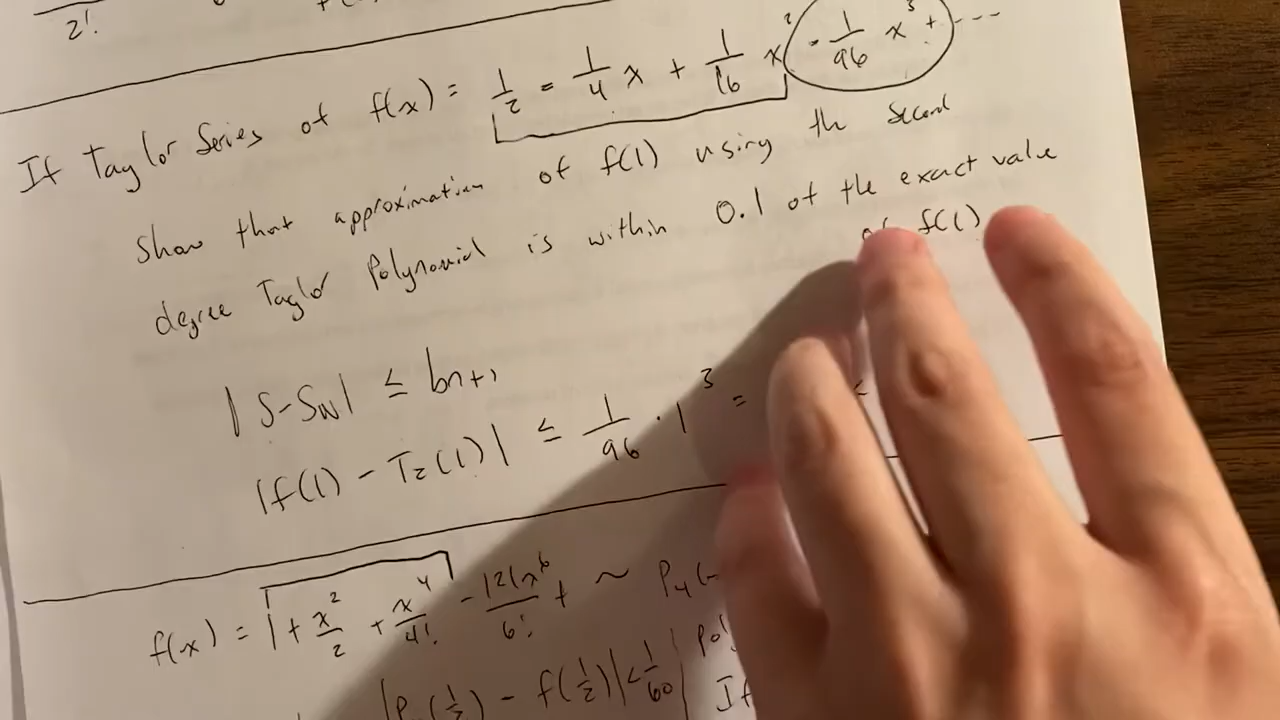 2!
If Taylor Series of f(x) = 1/2 - 1/4 x + 1/16 x² - 1/96 x³ + ---
Show that approximation of f(1) using the second
degree Taylor Polynomial is within 0.1 of the exact value
of f(1)
|S-SN| ≤ bn+1
|f(1) - T2(1)| ≤ 1/96 · 1³ = <
f(x) = 1 + x²/2 + x⁴/4! - 121x⁶/6! + ~ P4(
|P4(1/2) - f(1/2)| < 1/60 | Pol
If